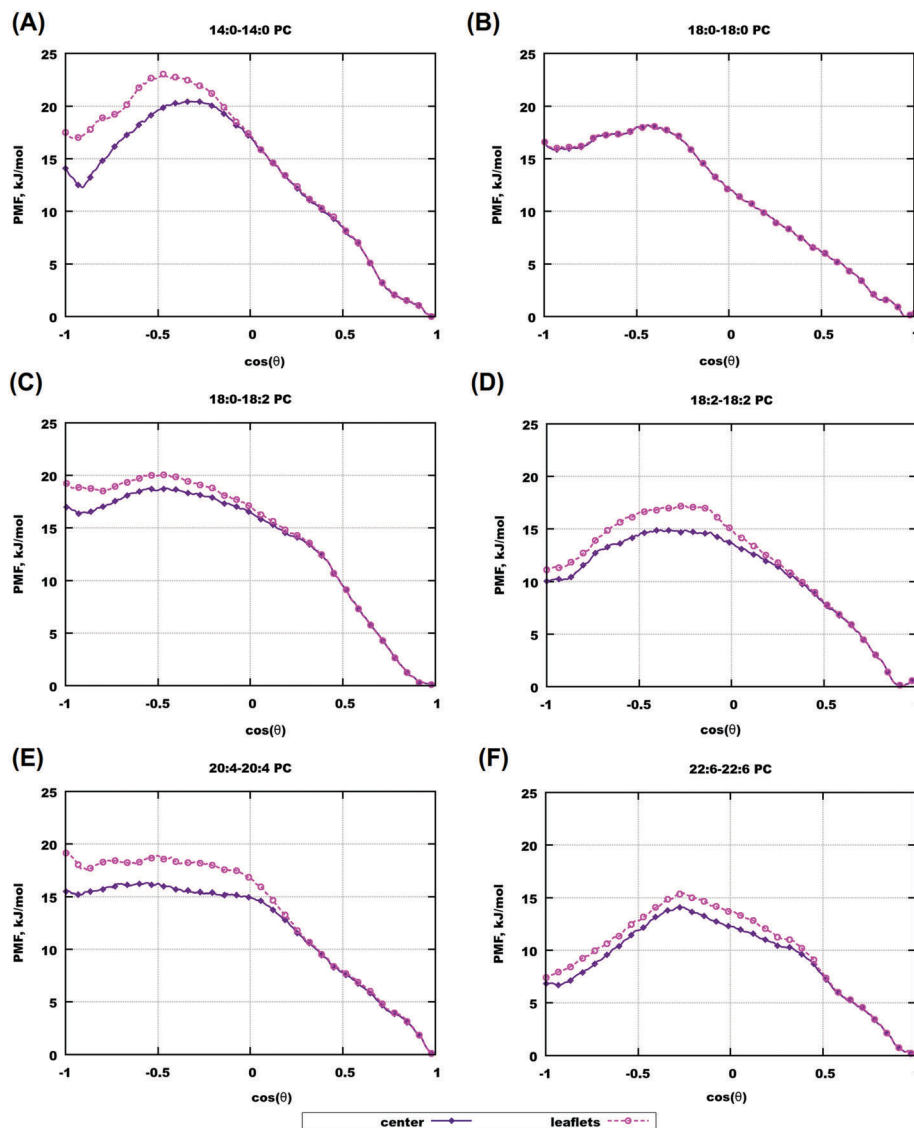 (A)
14:0-14:0 PC
25
20
15
10
5
0
PMF, kJ/mol
-1 -0.5 0 0.5 1
cos(θ)
(B)
18:0-18:0 PC
25
20
15
10
5
0
PMF, kJ/mol
-1 -0.5 0 0.5 1
cos(θ)
(C)
18:0-18:2 PC
25
20
15
10
5
0
PMF, kJ/mol
-1 -0.5 0 0.5 1
cos(θ)
(D)
18:2-18:2 PC
25
20
15
10
5
0
PMF, kJ/mol
-1 -0.5 0 0.5 1
cos(θ)
(E)
20:4-20:4 PC
25
20
15
10
5
0
PMF, kJ/mol
-1 -0.5 0 0.5 1
cos(θ)
(F)
22:6-22:6 PC
25
20
15
10
5
0
PMF, kJ/mol
-1 -0.5 0 0.5 1
cos(θ)
center leaflets